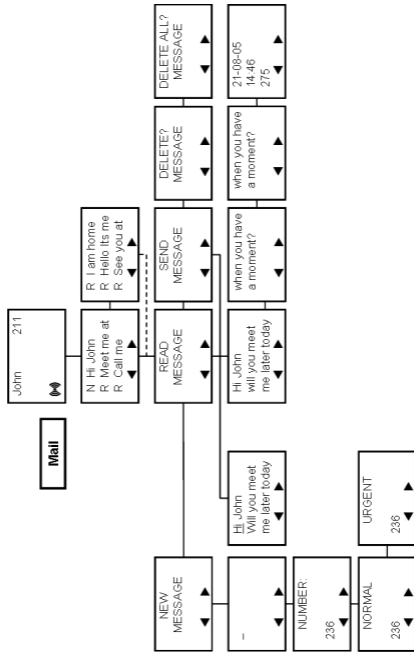 Mail
John 211
N Hi John
R Meet me at
R Call me
R I am home
R Hello Its me
R See you at
NEW
MESSAGE
READ
MESSAGE
SEND
MESSAGE
DELETE?
MESSAGE
DELETE ALL?
MESSAGE
_
Hi John
Will you meet
me later today
Hi John
will you meet
me later today
when you have
a moment?
when you have
a moment?
21-08-05
14:46
275
NUMBER:
236
NORMAL
236
URGENT
236